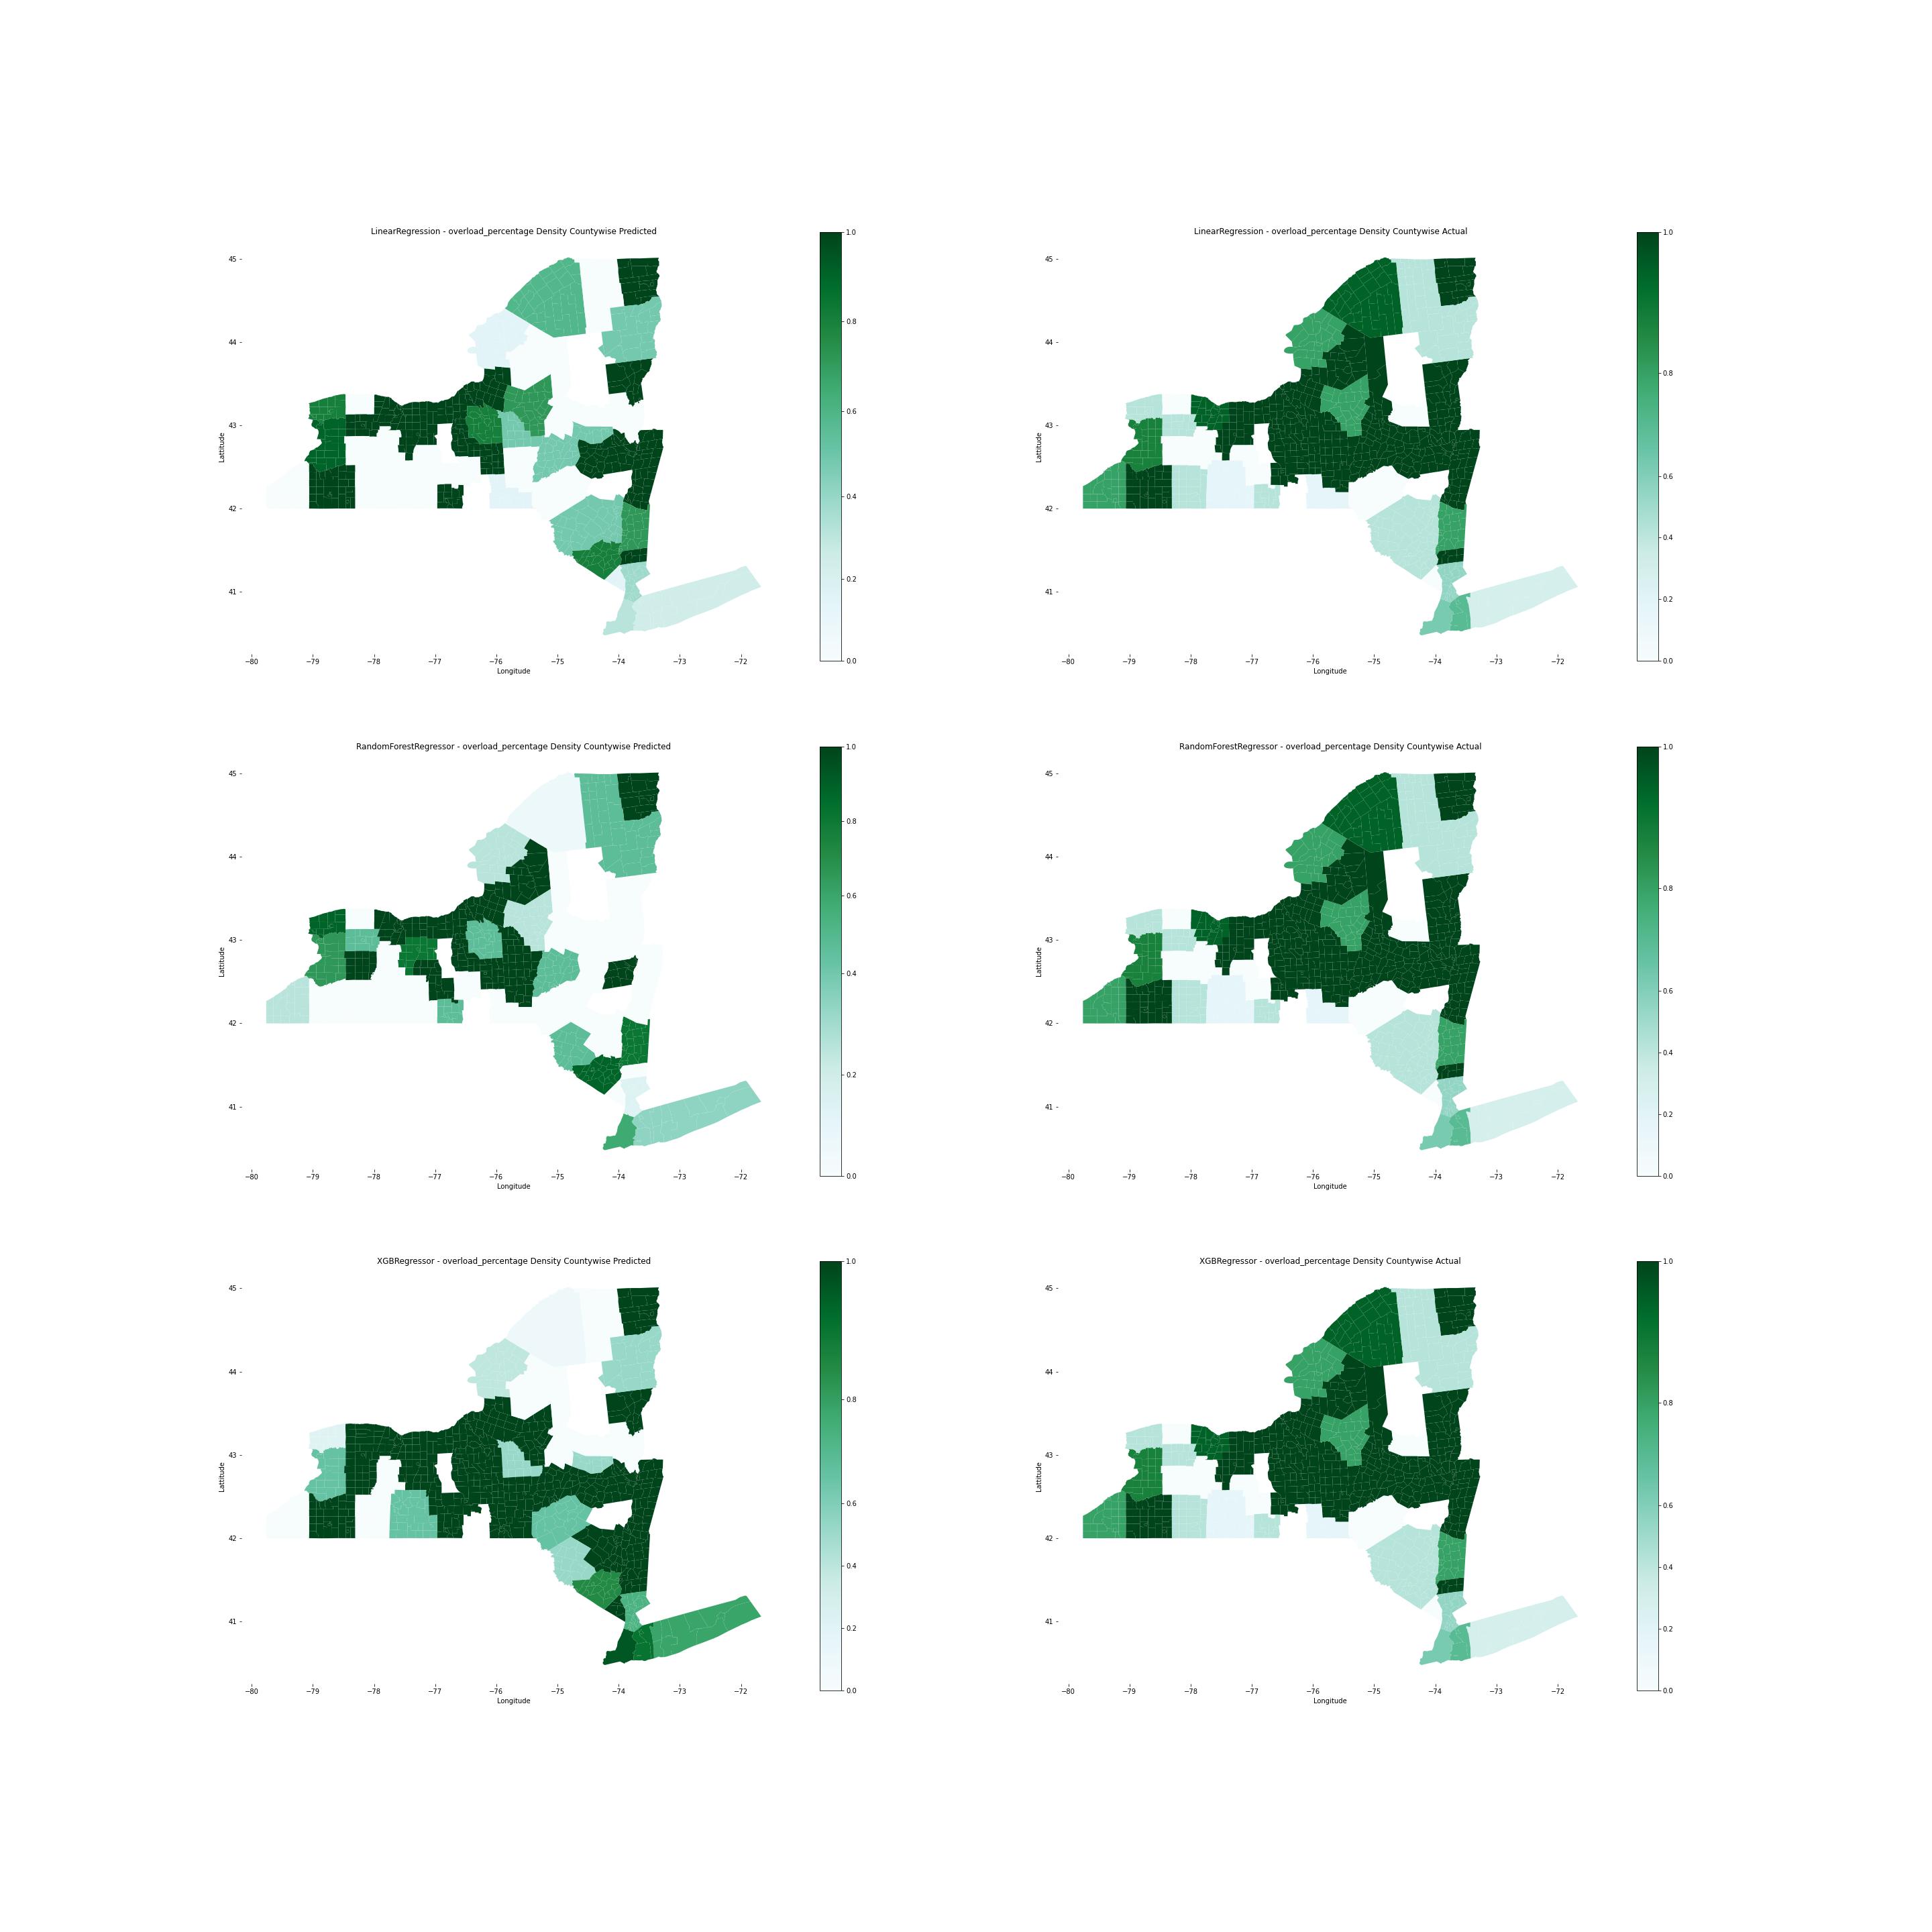 LinearRegression - overload_percentage Density Countywise Predicted
45
44
43
42
41
Lattitude
−80 −79 −78 −77 −76 −75 −74 −73 −72
Longitude
1.0
0.8
0.6
0.4
0.2
0.0
LinearRegression - overload_percentage Density Countywise Actual
45
44
43
42
41
Lattitude
−80 −79 −78 −77 −76 −75 −74 −73 −72
Longitude
1.0
0.8
0.6
0.4
0.2
0.0
RandomForestRegressor - overload_percentage Density Countywise Predicted
45
44
43
42
41
Lattitude
−80 −79 −78 −77 −76 −75 −74 −73 −72
Longitude
1.0
0.8
0.6
0.4
0.2
0.0
RandomForestRegressor - overload_percentage Density Countywise Actual
45
44
43
42
41
Lattitude
−80 −79 −78 −77 −76 −75 −74 −73 −72
Longitude
1.0
0.8
0.6
0.4
0.2
0.0
XGBRegressor - overload_percentage Density Countywise Predicted
45
44
43
42
41
Lattitude
−80 −79 −78 −77 −76 −75 −74 −73 −72
Longitude
1.0
0.8
0.6
0.4
0.2
0.0
XGBRegressor - overload_percentage Density Countywise Actual
45
44
43
42
41
Lattitude
−80 −79 −78 −77 −76 −75 −74 −73 −72
Longitude
1.0
0.8
0.6
0.4
0.2
0.0